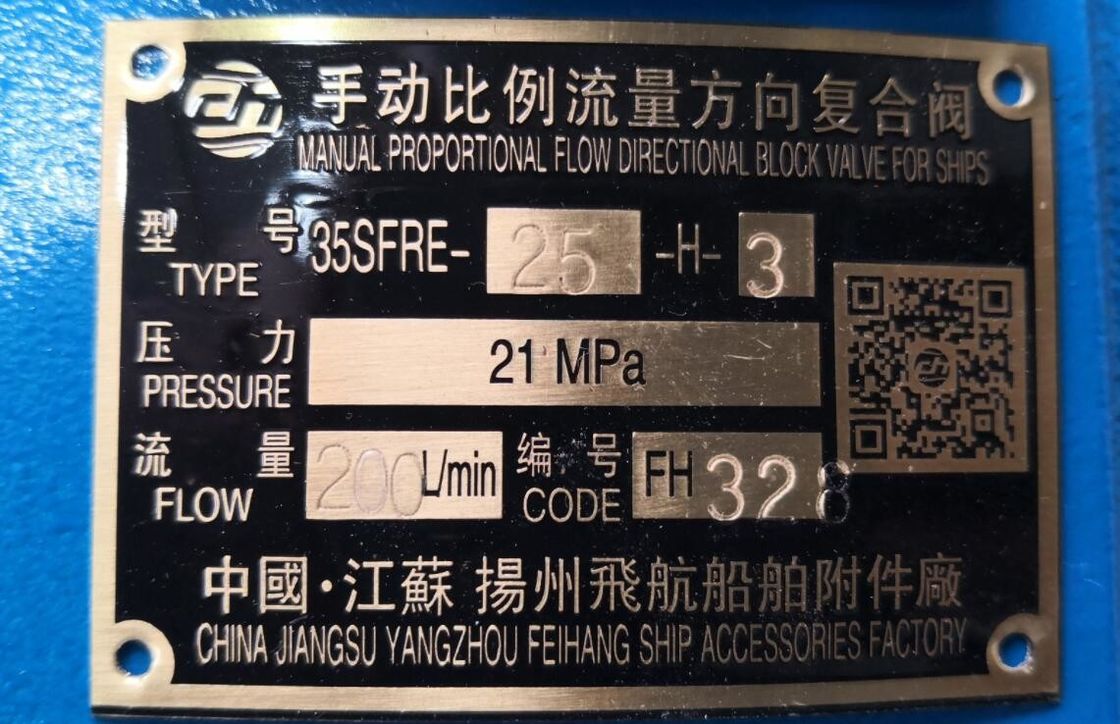 手动比例流量方向复合阀
MANUAL PROPORTIONAL FLOW DIRECTIONAL BLOCK VALVE FOR SHIPS
型 号 35SFRE-25-H-3
TYPE
压 力 21 MPa
PRESSURE
流 量 200L/min 编号 FH328
FLOW CODE
中國·江蘇 揚州飛航船舶附件廠
CHINA JIANGSU YANGZHOU FEIHANG SHIP ACCESSORIES FACTORY